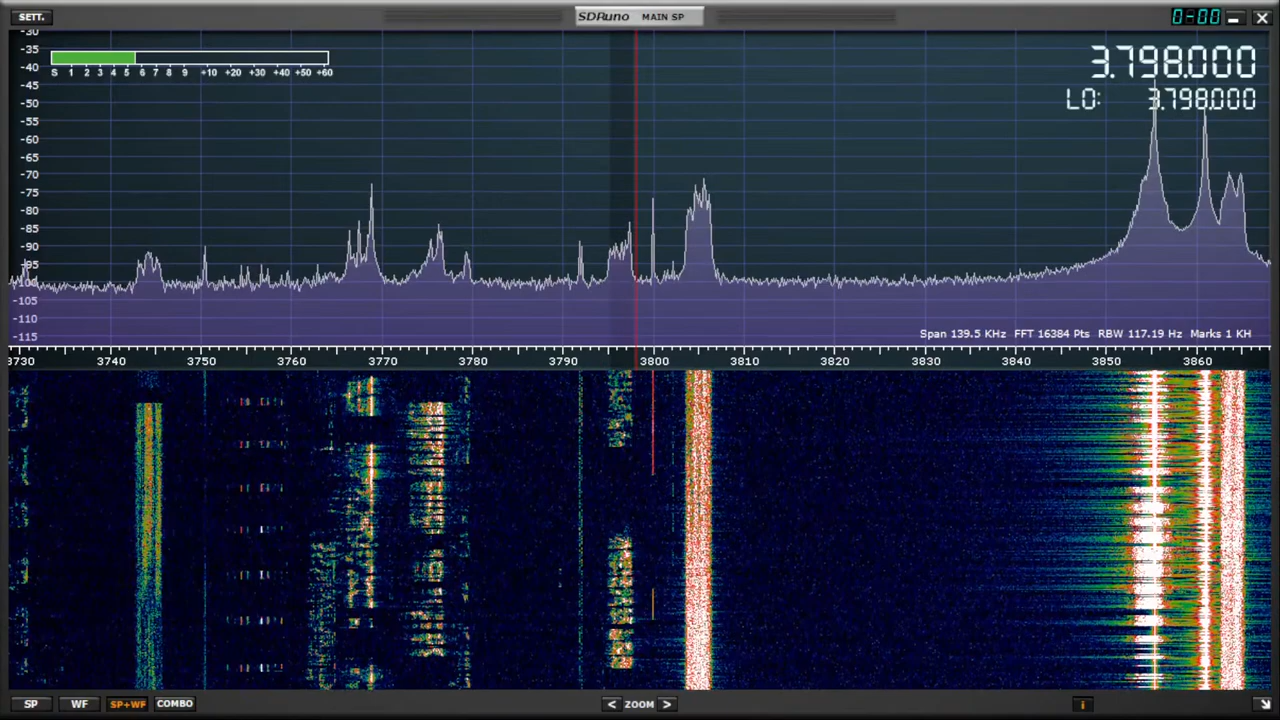 SETT.
SDRuno MAIN SP
0-00
-30
-35
-40
-45
-50
-55
-60
-65
-70
-75
-80
-85
-90
-95
-100
-105
-110
-115
S 1 2 3 4 5 6 7 8 9 +10 +20 +30 +40 +50 +60
3.798.000
LO: 3.798.000
Span 139.5 KHz FFT 16384 Pts RBW 117.19 Hz Marks 1 KH
3730 3740 3750 3760 3770 3780 3790 3800 3810 3820 3830 3840 3850 3860
SP WF SP+WF COMBO < ZOOM > i